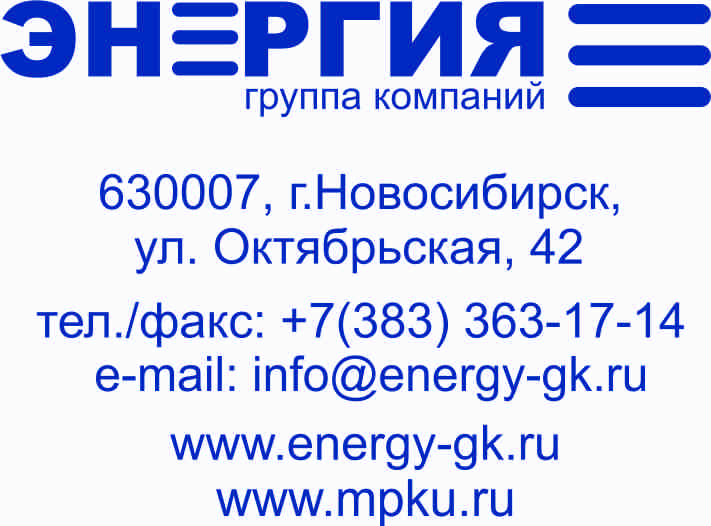 ЭНЕРГИЯ
группа компаний
630007, г.Новосибирск,
ул. Октябрьская, 42
тел./факс: +7(383) 363-17-14
e-mail: info@energy-gk.ru
www.energy-gk.ru
www.mpku.ru